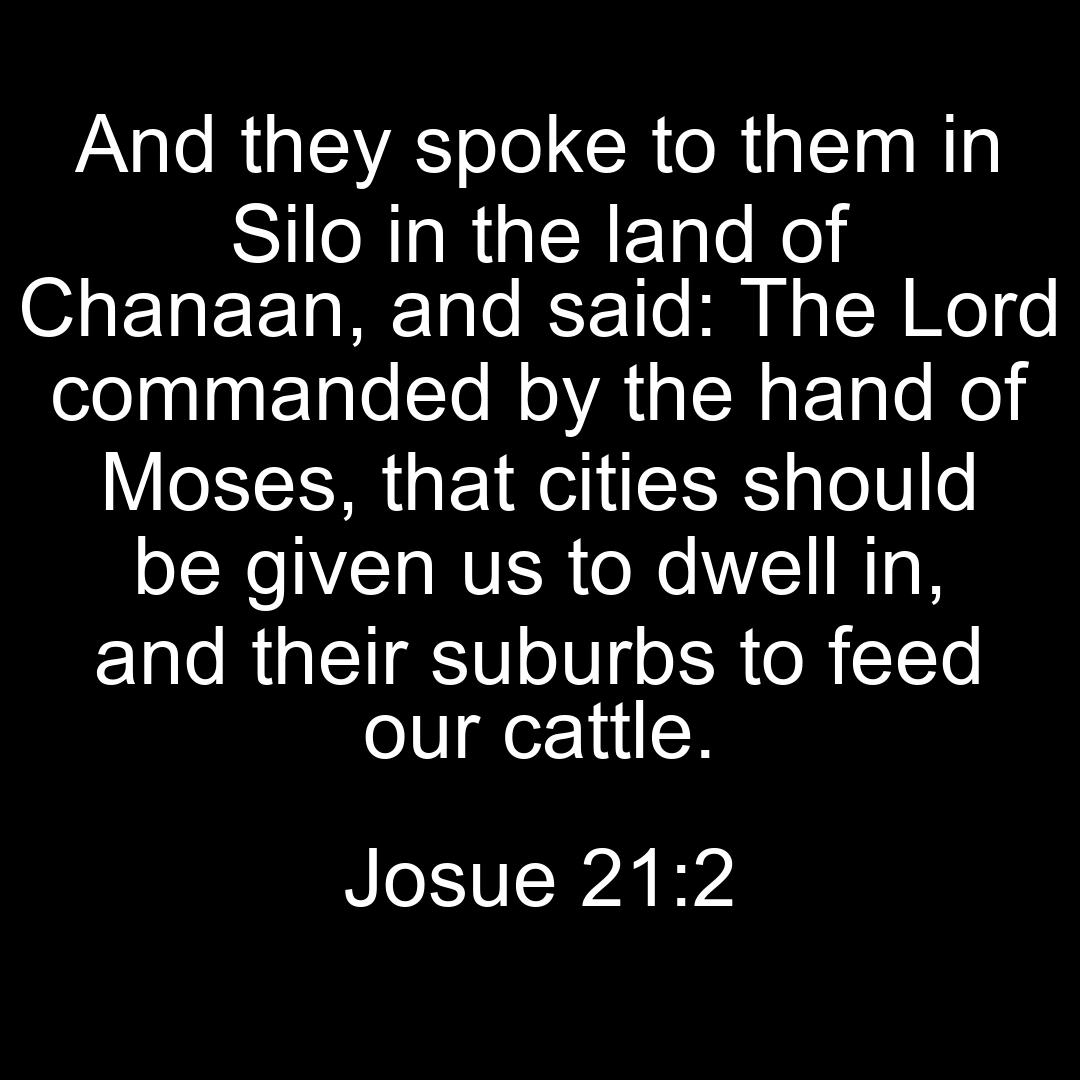 And they spoke to them in
Silo in the land of
Chanaan, and said: The Lord
commanded by the hand of
Moses, that cities should
be given us to dwell in,
and their suburbs to feed
our cattle.
Josue 21:2